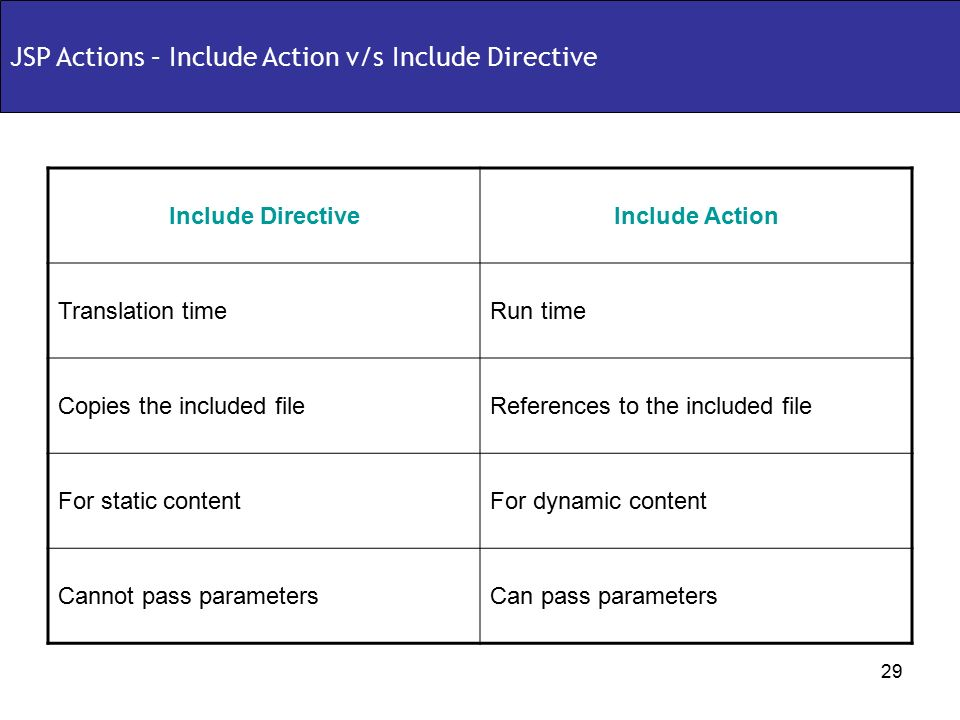 JSP Actions – Include Action v/s Include Directive
Include Directive
Include Action
Translation time
Run time
Copies the included file
References to the included file
For static content
For dynamic content
Cannot pass parameters
Can pass parameters
29